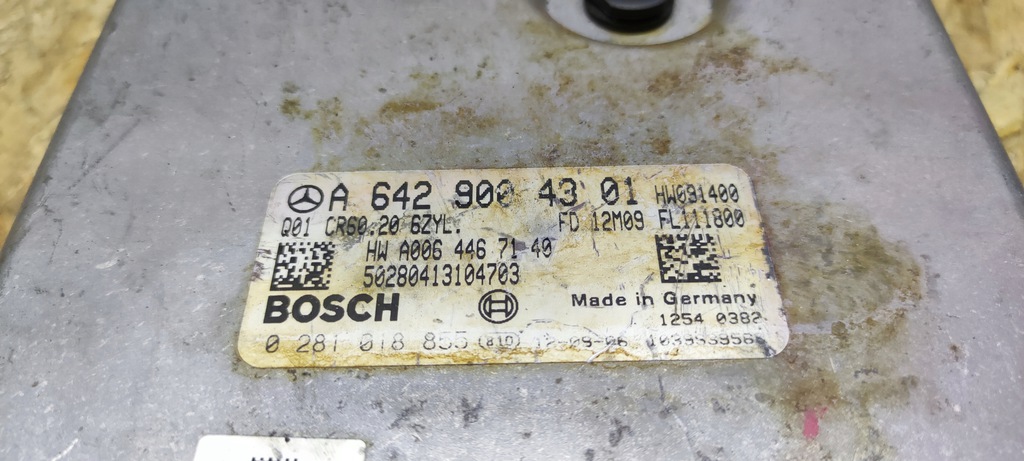 A 642 900 43 01 HW091400
Q01 CR60.20 6ZYL. FD 12M09 FL111800
HW A006 446 71 40
50280413104703
BOSCH Made in Germany
1254 0382
0 281 018 855